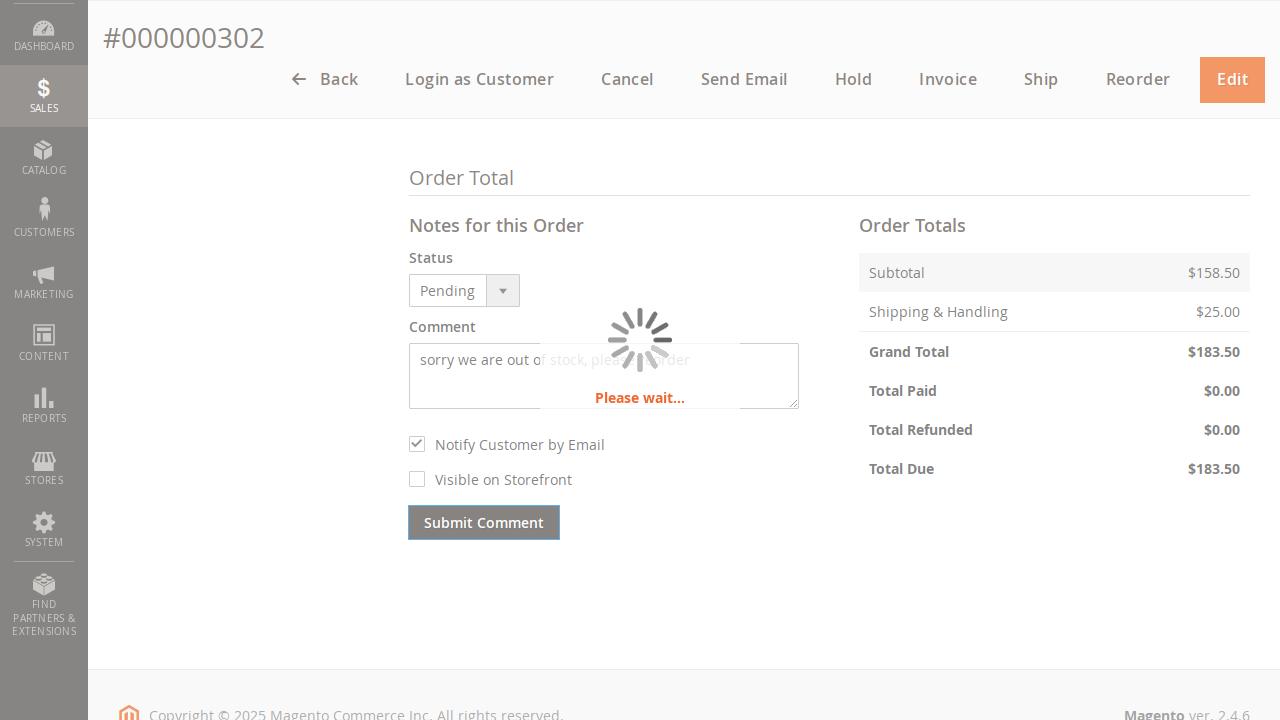 #000000302
Back
Login as Customer
Cancel
Send Email
Hold
Invoice
Ship
Reorder
Edit
DASHBOARD
SALES
CATALOG
CUSTOMERS
MARKETING
CONTENT
REPORTS
STORES
SYSTEM
FIND
PARTNERS &
EXTENSIONS
Order Total
Notes for this Order
Status
Pending
Comment
sorry we are out of stock, please order
Please wait...
Notify Customer by Email
Visible on Storefront
Submit Comment
Order Totals
Subtotal $158.50
Shipping & Handling $25.00
Grand Total $183.50
Total Paid $0.00
Total Refunded $0.00
Total Due $183.50
Copyright © 2025 Magento Commerce Inc. All rights reserved.
Magento ver. 2.4.6